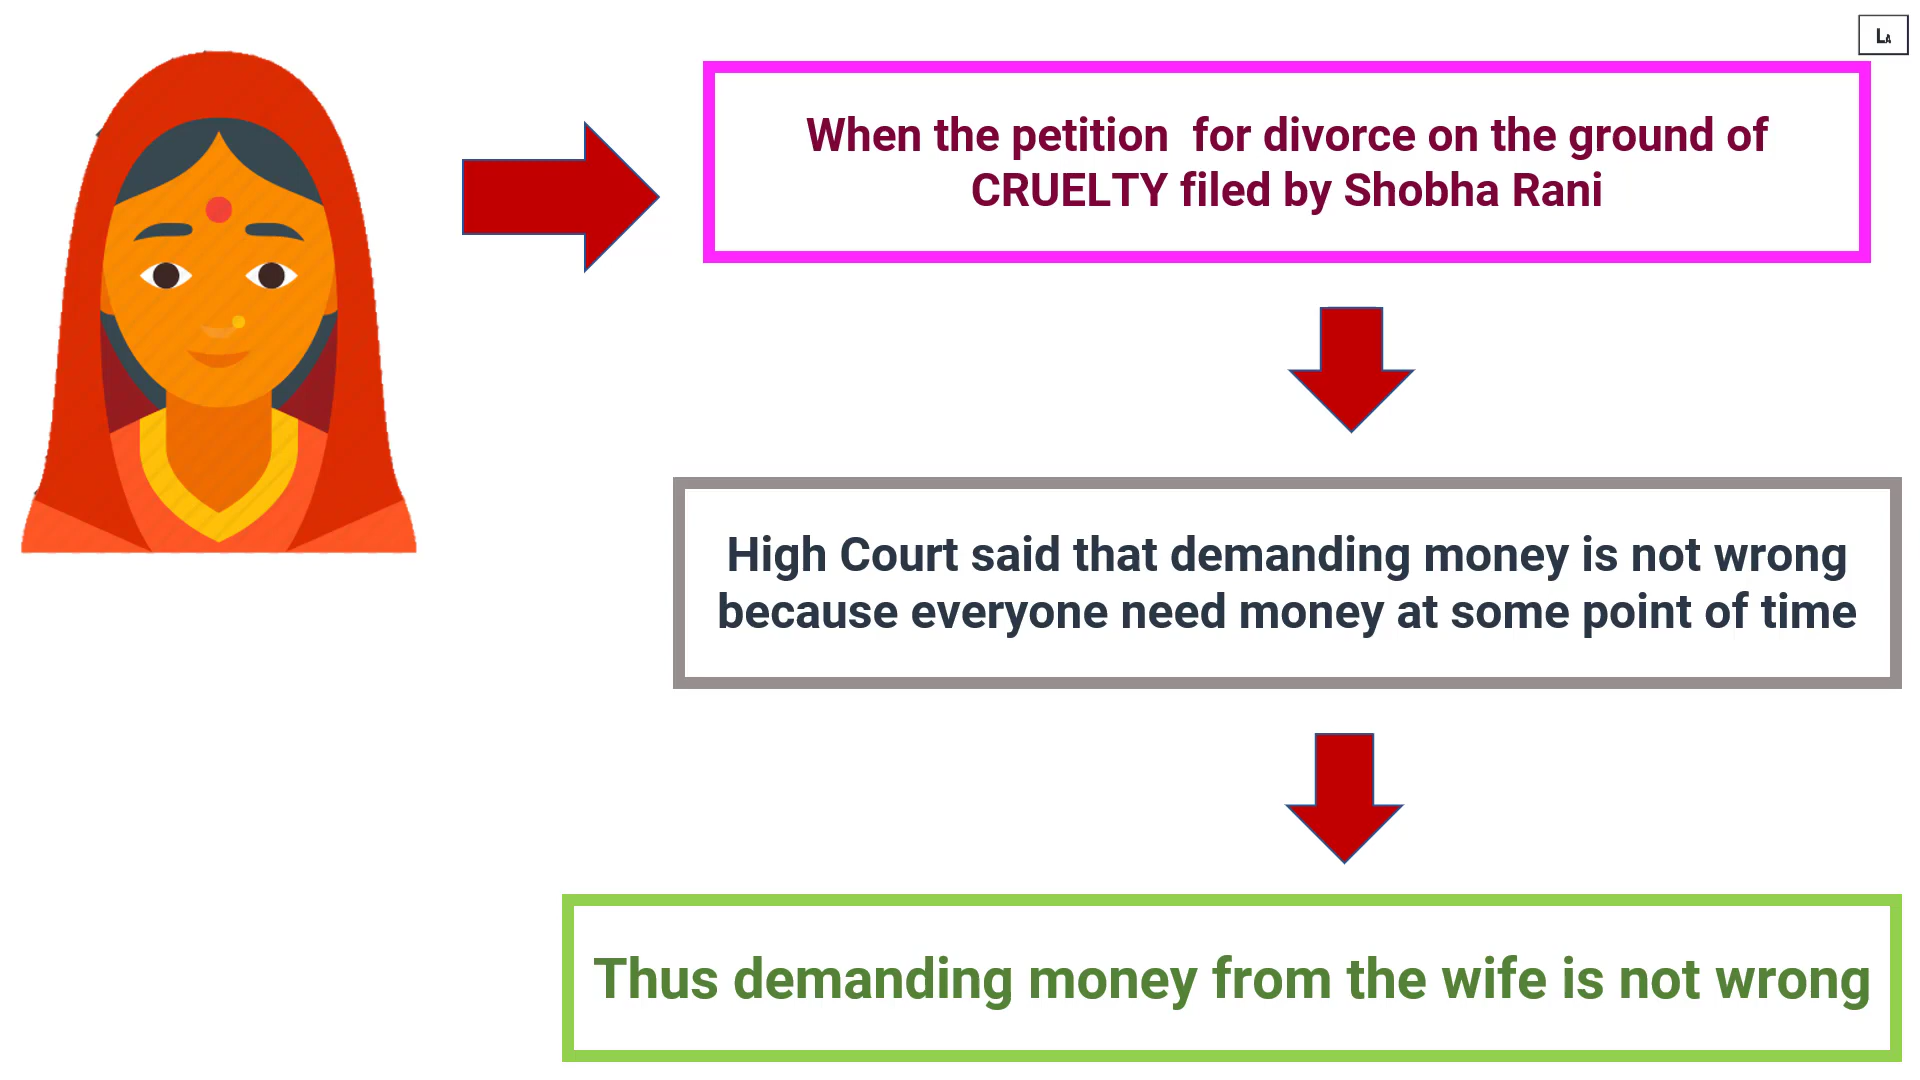 LA
When the petition  for divorce on the ground of
CRUELTY filed by Shobha Rani
High Court said that demanding money is not wrong
because everyone need money at some point of time
Thus demanding money from the wife is not wrong